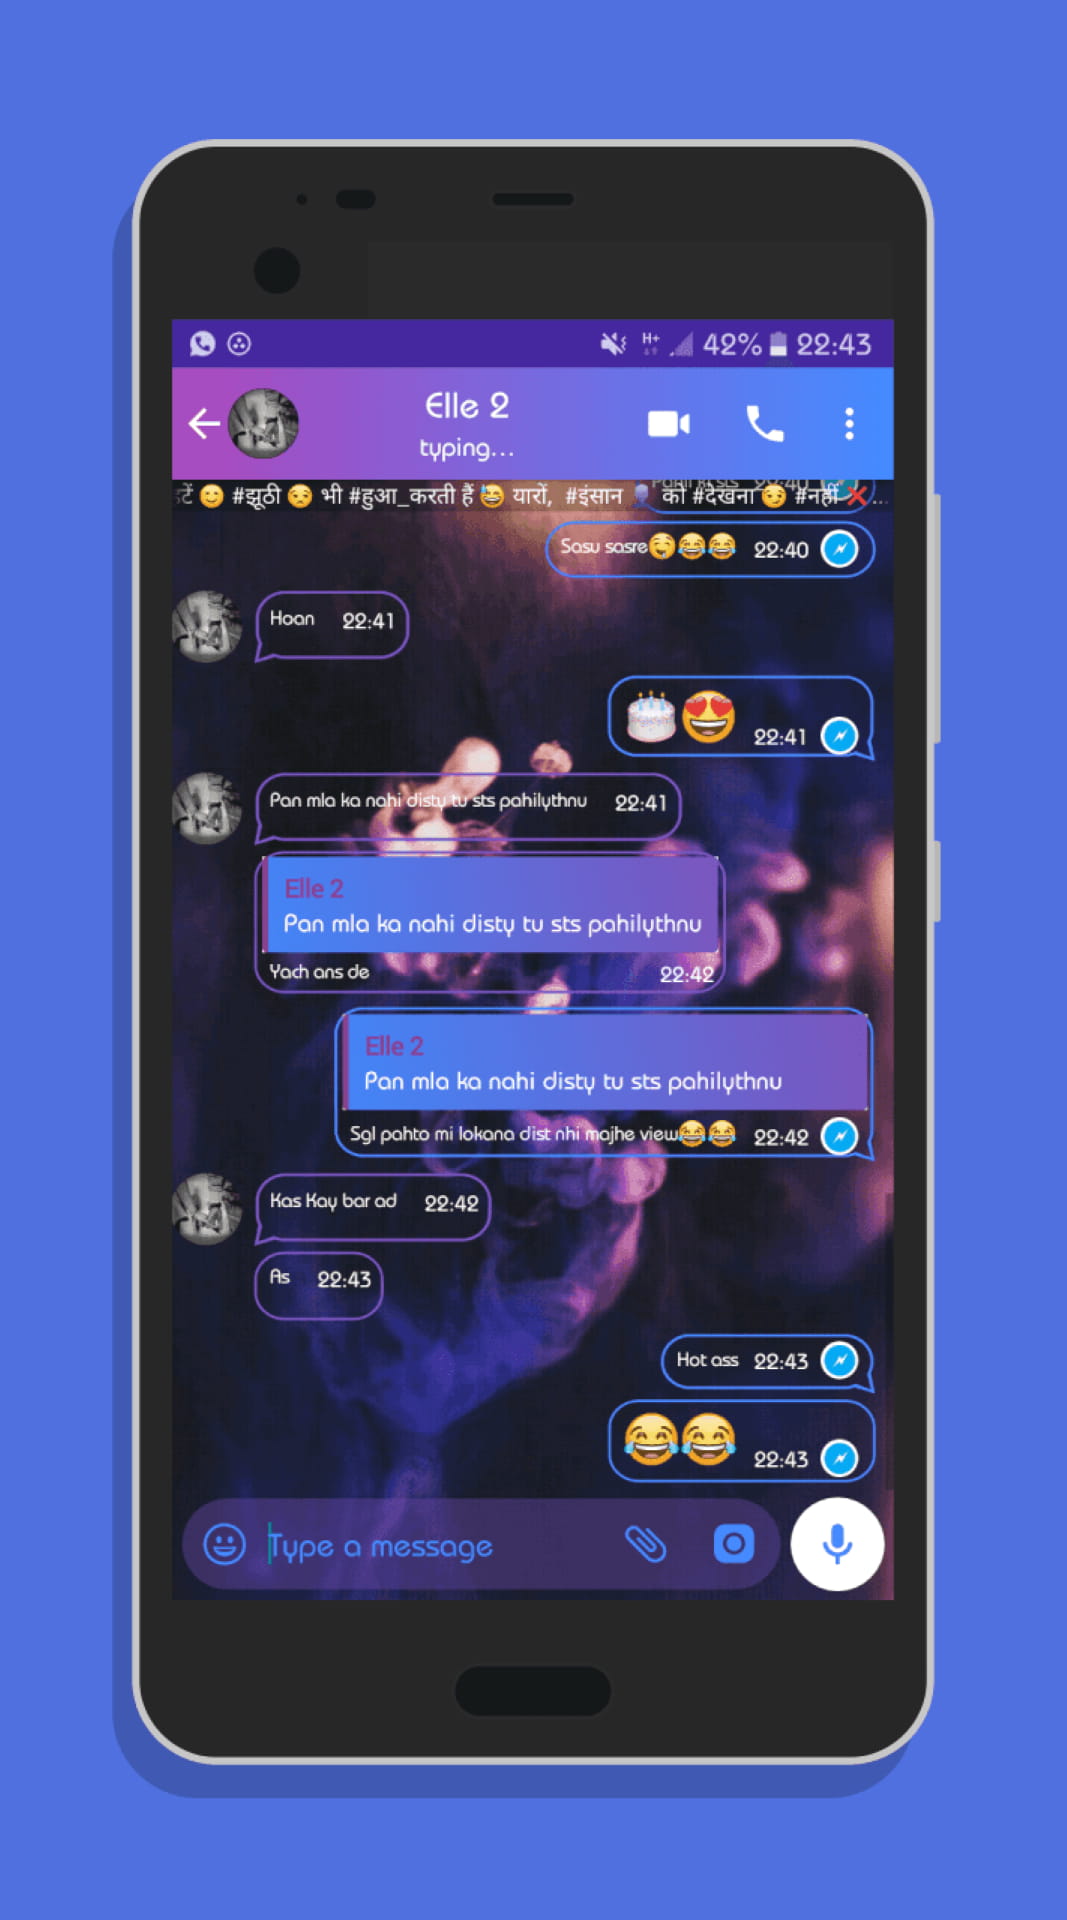 H+ 42% 22:43
Elle 2
typing...
😊 #झूठी 😒 भी #हुआ_करती हैं 😅 यारों, #इंसान 👤 को #देखना 😏 #नहीं ❌...
Sasu sasre🤤😂😂 22:40
Hoan 22:41
🎂😍 22:41
Pan mla ka nahi disty tu sts pahilythnu 22:41
Elle 2
Pan mla ka nahi disty tu sts pahilythnu
Yach ans de 22:42
Elle 2
Pan mla ka nahi disty tu sts pahilythnu
Sgl pahto mi lokana dist nhi majhe view😂😂 22:42
Kas Kay bar ad 22:42
As 22:43
Hot ass 22:43
😂😂 22:43
Type a message